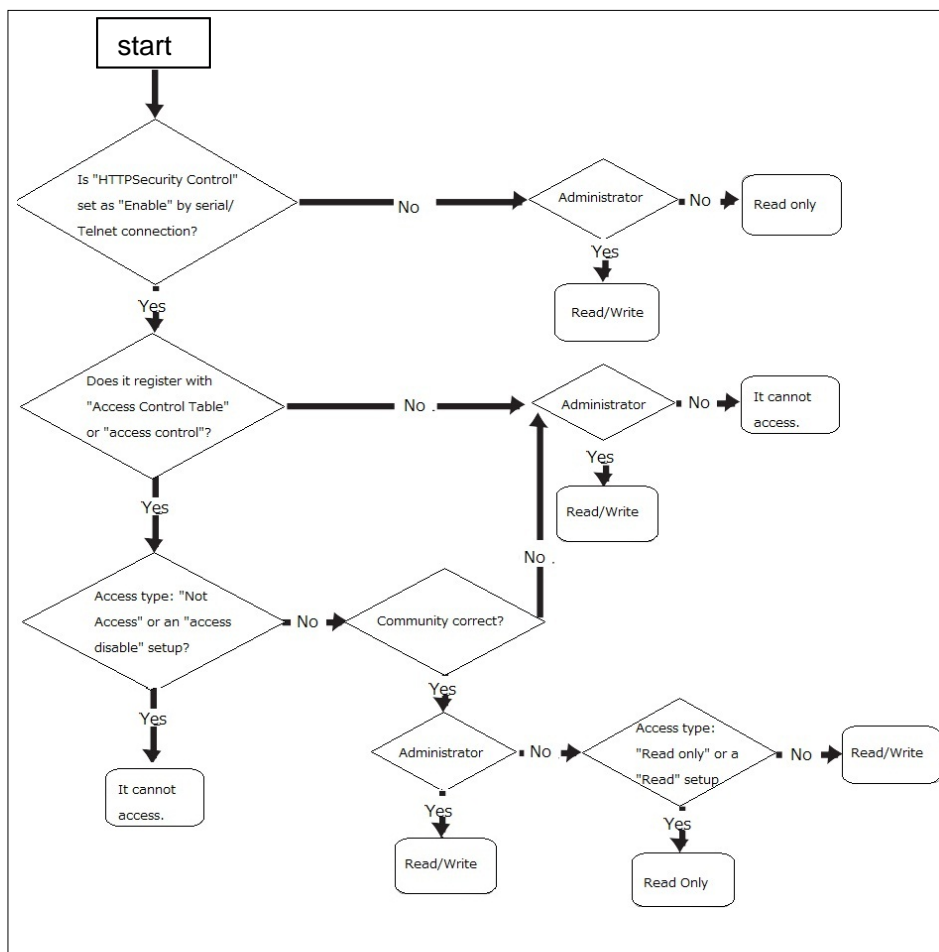 start
Is "HTTPSecurity Control"
set as "Enable" by serial/
Telnet connection?
No
Administrator
No
Read only
Yes
Read/Write
Yes
Does it register with
"Access Control Table"
or "access control"?
No .
Administrator
No
It cannot
access.
Yes
Read/Write
Yes
No .
Access type: "Not
Access" or an "access
disable" setup?
No
Community correct?
Yes
It cannot
access.
Yes
Administrator
No .
Access type:
"Read only" or a
"Read" setup
No
Read/Write
Yes
Read/Write
Yes
Read Only